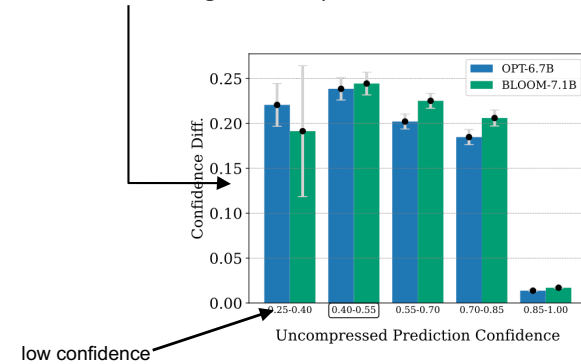 OPT-6.7B
BLOOM-7.1B
0.25
0.20
0.15
0.10
0.05
0.00
Confidence Diff.
0.25-0.40 0.40-0.55 0.55-0.70 0.70-0.85 0.85-1.00
Uncompressed Prediction Confidence
low confidence